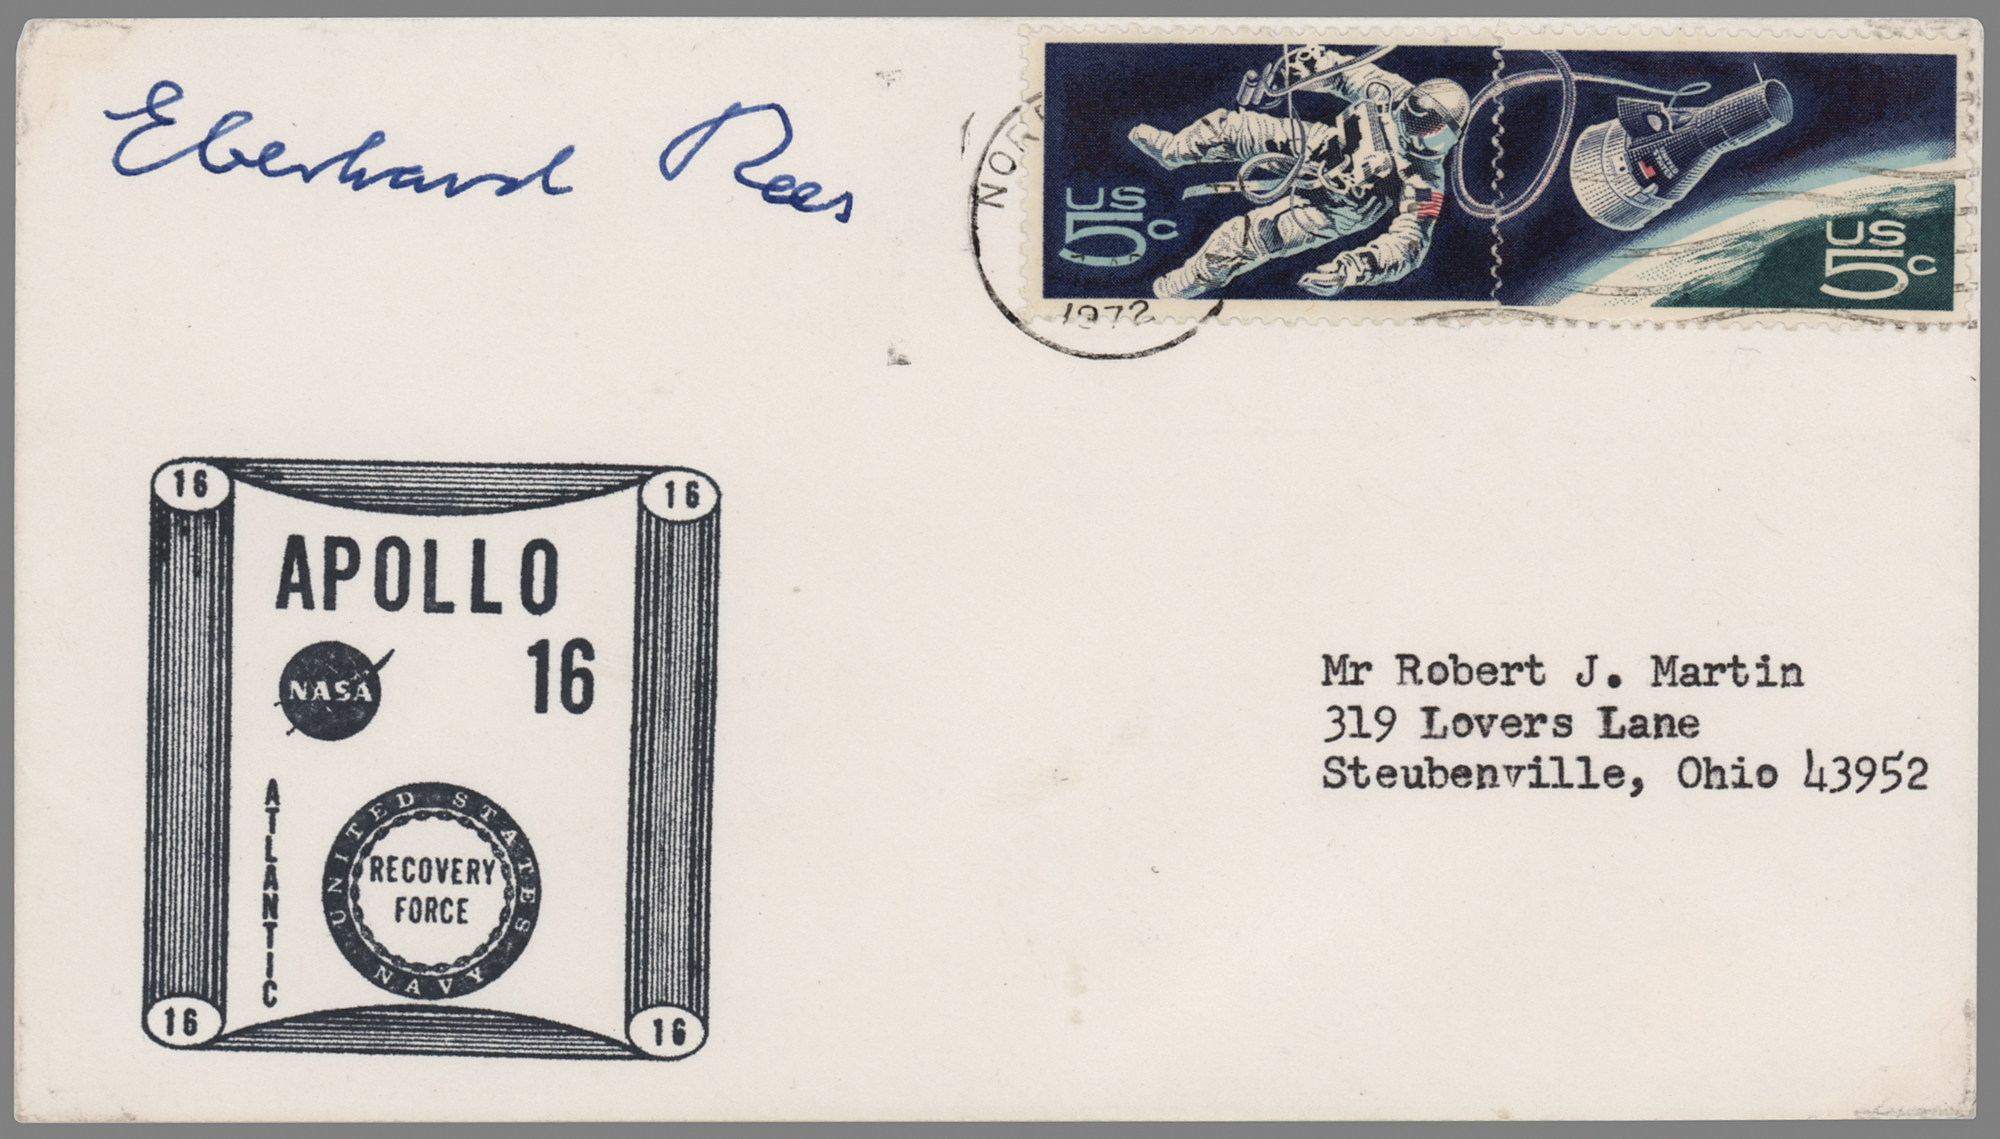 Eberhard Rees
1972
US
5c
US
5c
16
16
APOLLO
16
NASA
ATLANTIC
UNITED STATES NAVY
RECOVERY
FORCE
16
16
Mr Robert J. Martin
319 Lovers Lane
Steubenville, Ohio 43952